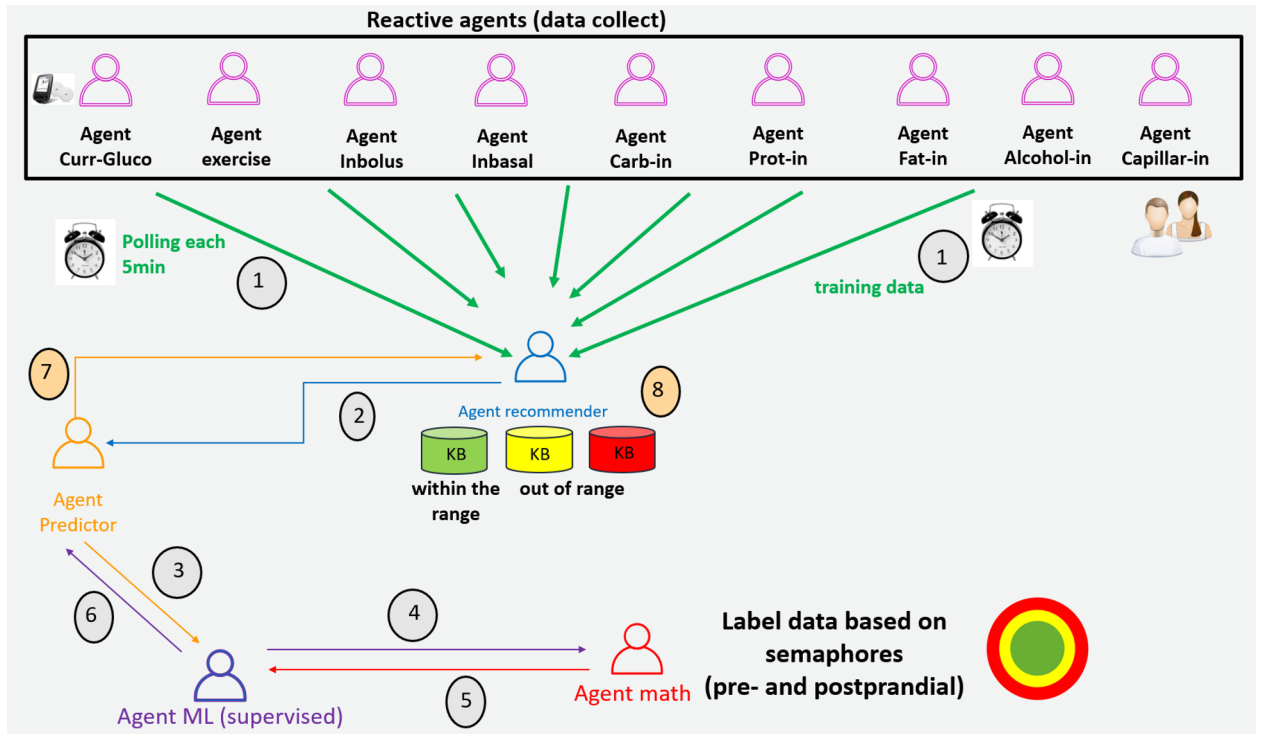 Reactive agents (data collect)
Agent
Curr-Gluco
Agent
exercise
Agent
Inbolus
Agent
Inbasal
Agent
Carb-in
Agent
Prot-in
Agent
Fat-in
Agent
Alcohol-in
Agent
Capillar-in
Polling each
5min
1
1
training data
7
2
8
Agent recommender
KB
KB
KB
within the
range
out of range
Agent
Predictor
3
6
4
5
Agent ML (supervised)
Agent math
Label data based on
semaphores
(pre- and postprandial)